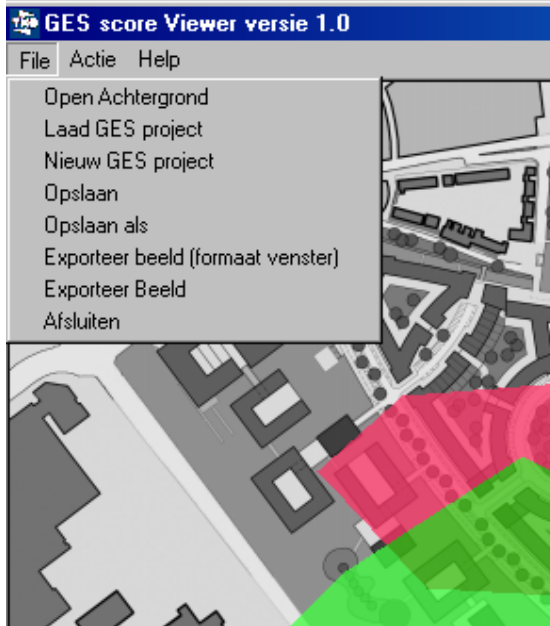 GES score Viewer versie 1.0
File Actie Help
Open Achtergrond
Laad GES project
Nieuw GES project
Opslaan
Opslaan als
Exporteer beeld (formaat venster)
Exporteer Beeld
Afsluiten